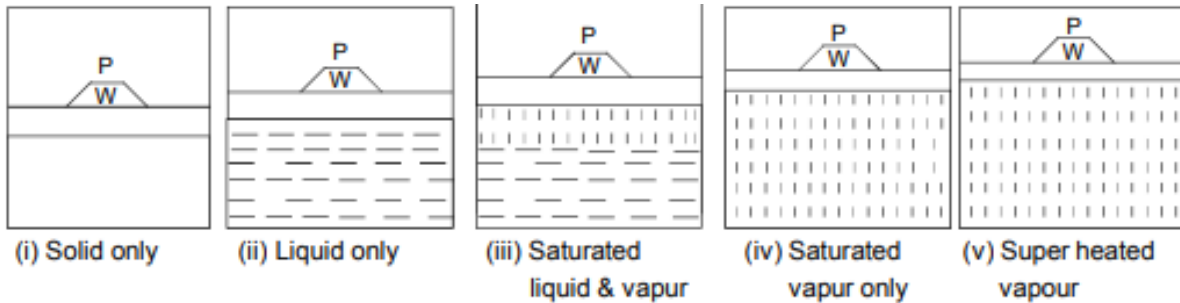 P
W
P
W
P
W
P
W
P
W
(i) Solid only
(ii) Liquid only
(iii) Saturated
liquid & vapur
(iv) Saturated
vapur only
(v) Super heated
vapour